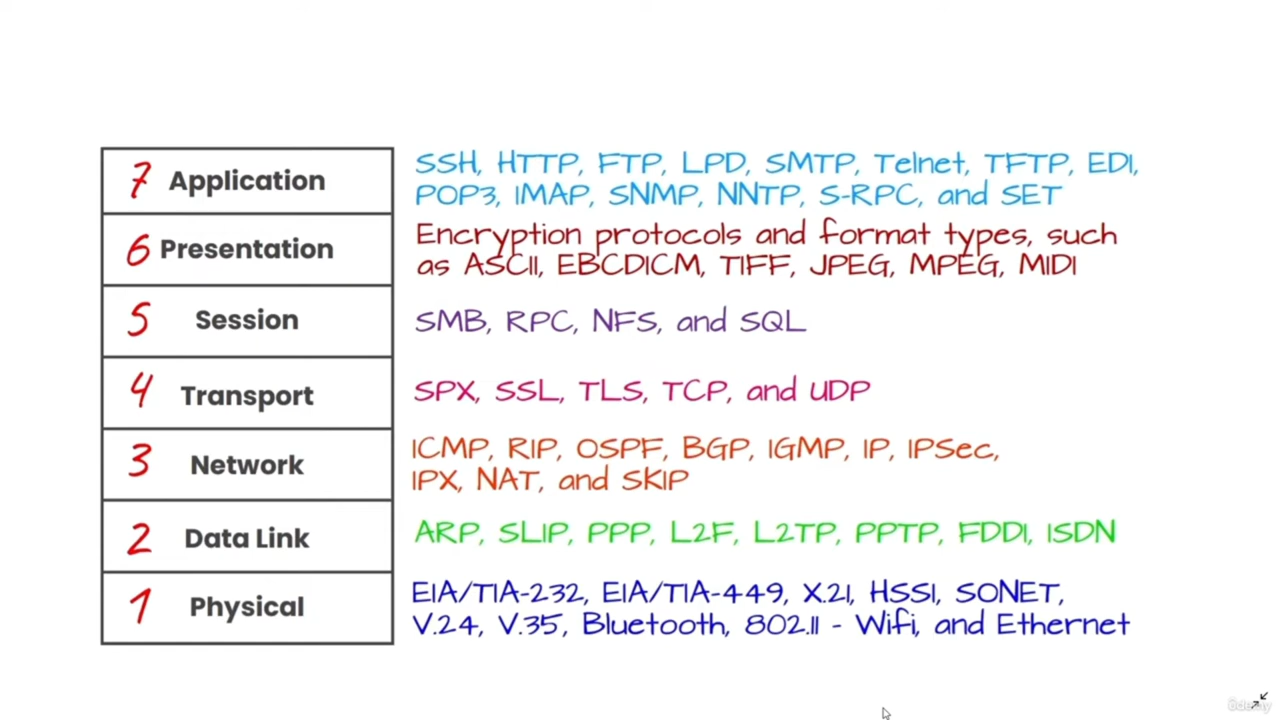 7 Application
SSH, HTTP, FTP, LPD, SMTP, Telnet, TFTP, EDI,
POP3, IMAP, SNMP, NNTP, S-RPC, and SET
6 Presentation
Encryption protocols and format types, such
as ASCII, EBCDICM, TIFF, JPEG, MPEG, MIDI
5 Session
SMB, RPC, NFS, and SQL
4 Transport
SPX, SSL, TLS, TCP, and UDP
3 Network
ICMP, RIP, OSPF, BGP, IGMP, IP, IPSec,
IPX, NAT, and SKIP
2 Data Link
ARP, SLIP, PPP, L2F, L2TP, PPTP, FDDI, ISDN
1 Physical
EIA/TIA-232, EIA/TIA-449, X.21, HSSI, SONET,
V.24, V.35, Bluetooth, 802.11 - Wifi, and Ethernet